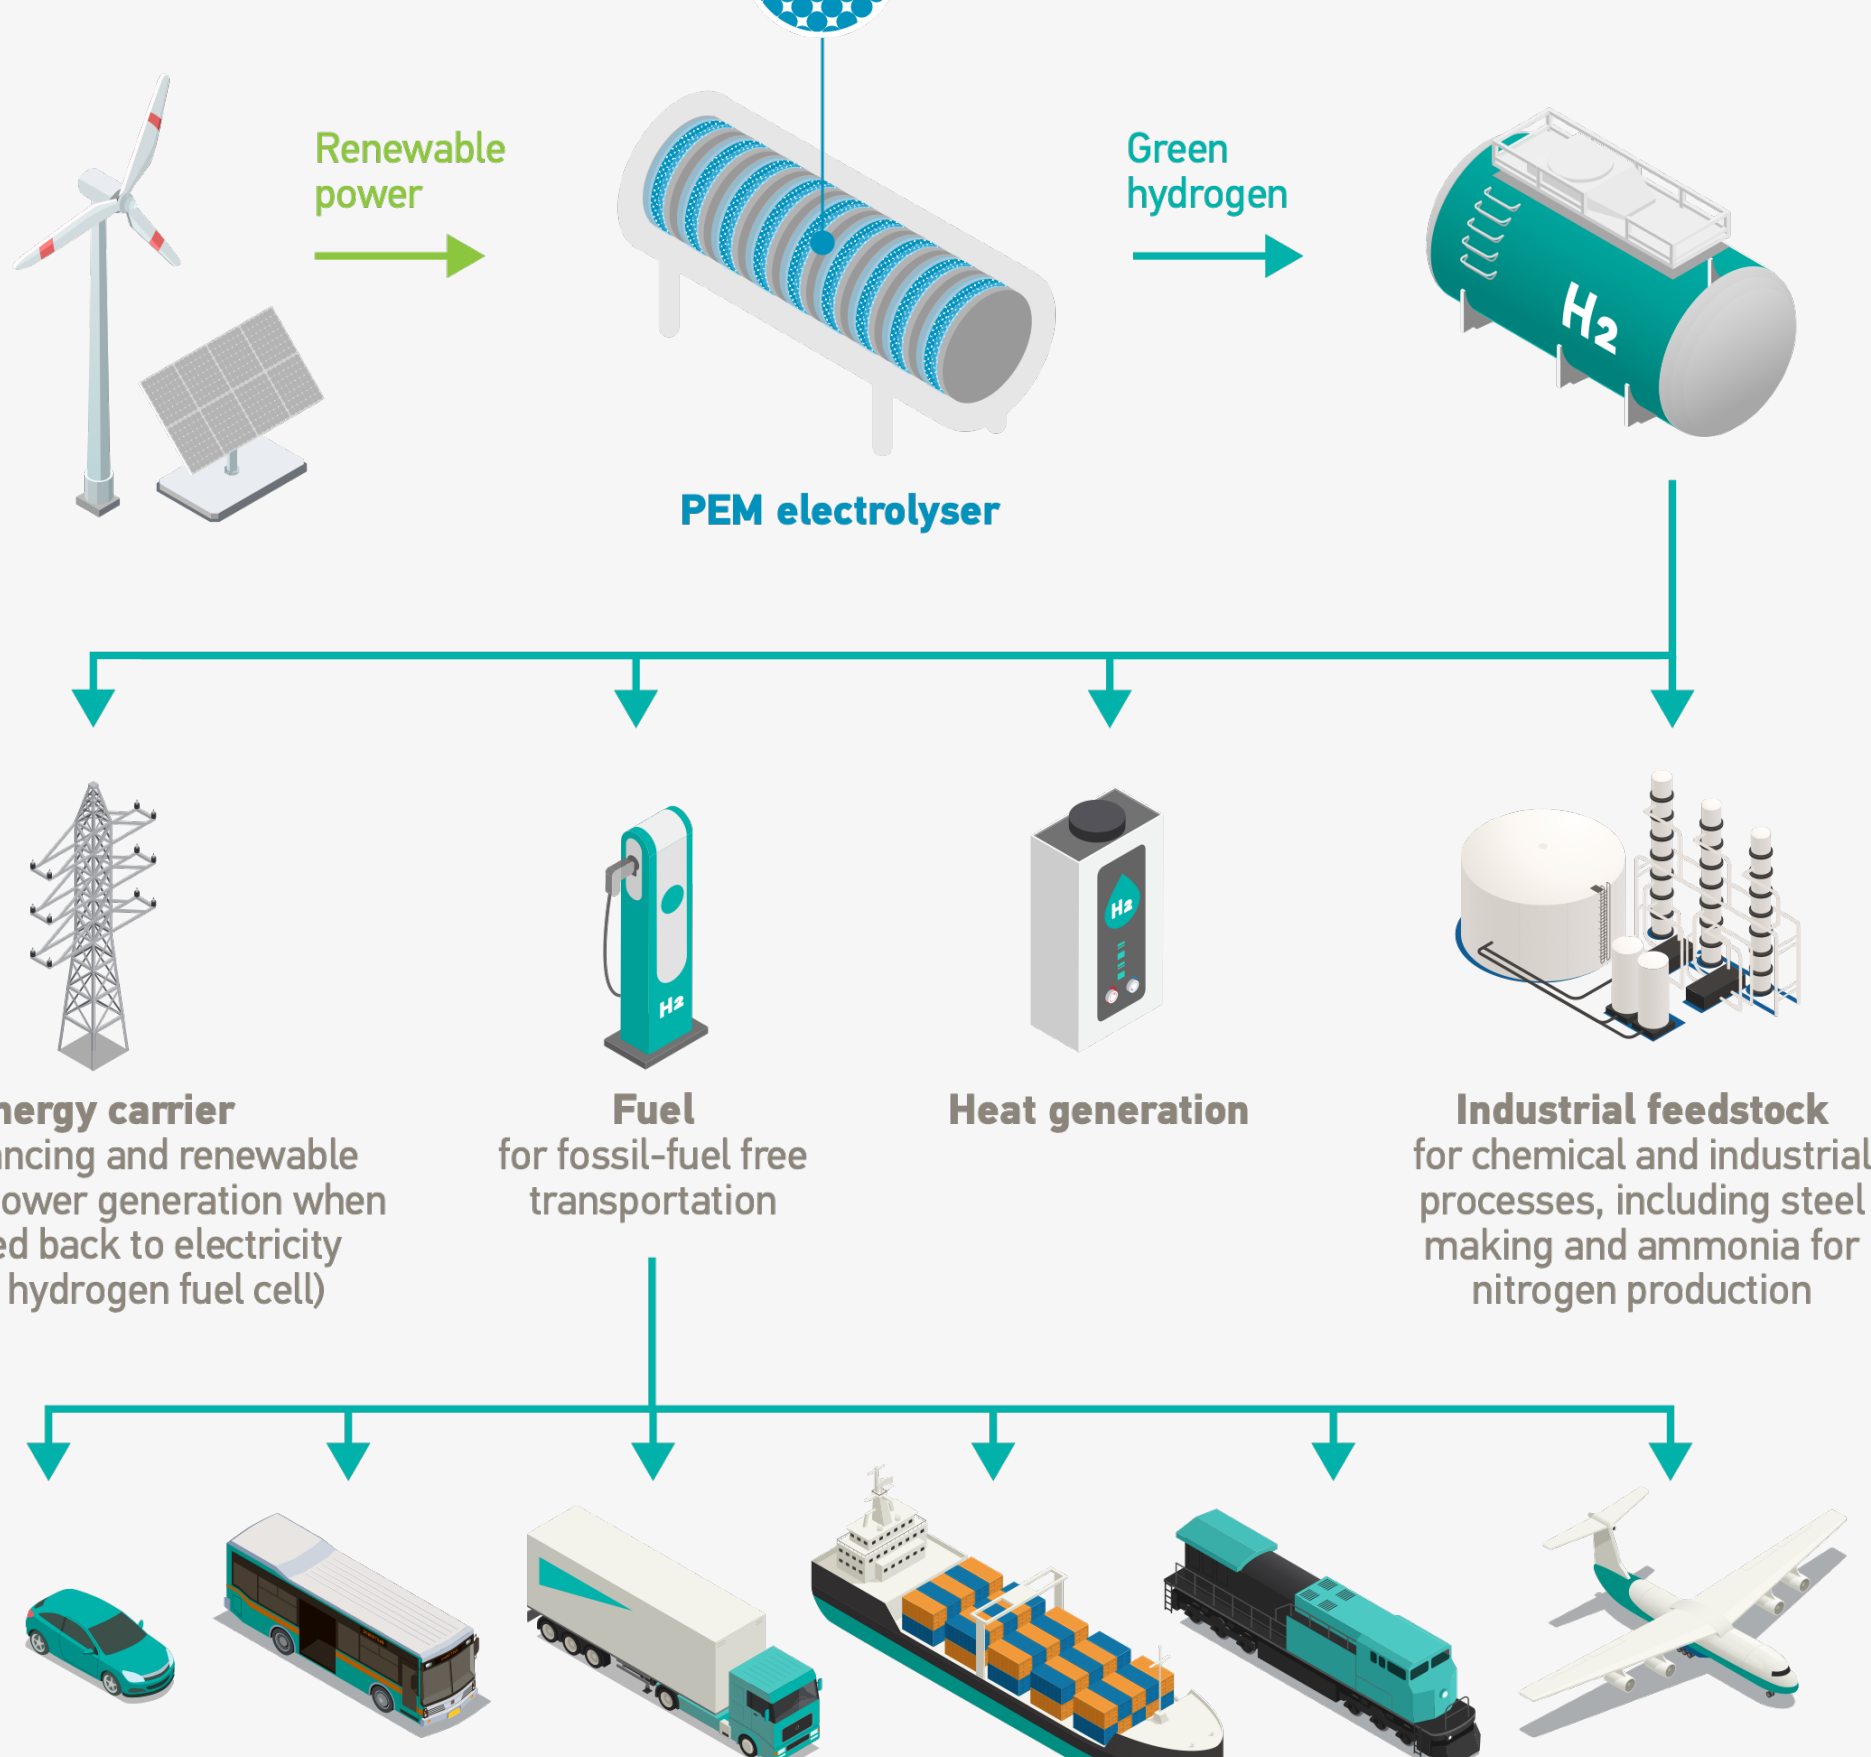 Renewable
power
Green
hydrogen
H2
PEM electrolyser
H2
H2
nergy carrier
ncing and renewable
ower generation when
ed back to electricity
hydrogen fuel cell)
Fuel
for fossil-fuel free
transportation
Heat generation
Industrial feedstock
for chemical and industrial
processes, including steel
making and ammonia for
nitrogen production